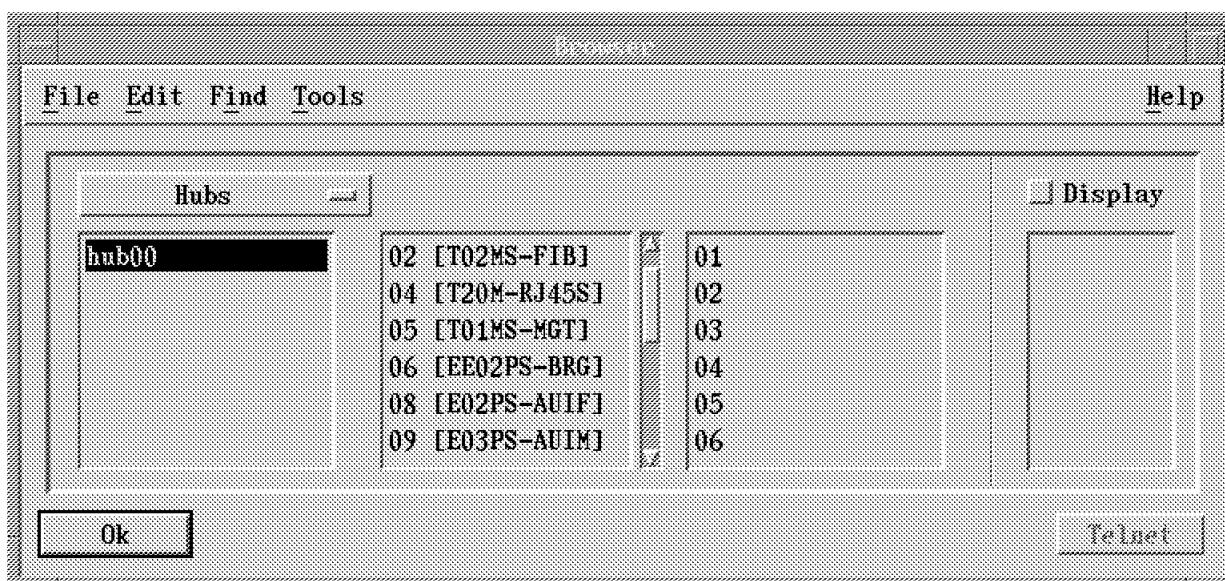 Browser
File Edit Find Tools Help
Hubs Display
hub00 02 [T02MS-FIB] 01
04 [T20M-RJ45S] 02
05 [T01MS-MGT] 03
06 [EE02PS-BRG] 04
08 [E02PS-AUIF] 05
09 [E03PS-AUIM] 06
Ok Telnet